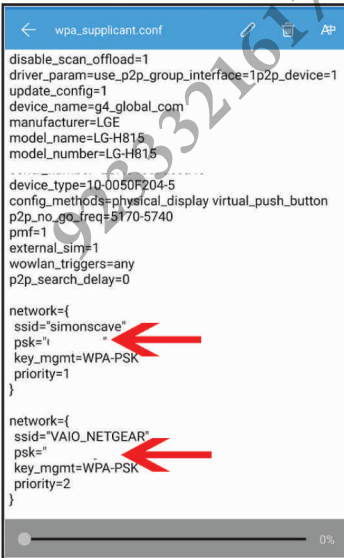 wpa_supplicant.conf
disable_scan_offload=1
driver_param=use_p2p_group_interface=1p2p_device=1
update_config=1
device_name=g4_global_com
manufacturer=LGE
model_name=LG-H815
model_number=LG-H815
device_type=10-0050F204-5
config_methods=physical_display virtual_push_button
p2p_no_go_freq=5170-5740
pmf=1
external_sim=1
wowlan_triggers=any
p2p_search_delay=0
network={
ssid="simonscave"
psk="
key_mgmt=WPA-PSK
priority=1
}
network={
ssid="VAIO_NETGEAR"
psk="
key_mgmt=WPA-PSK
priority=2
}
0%